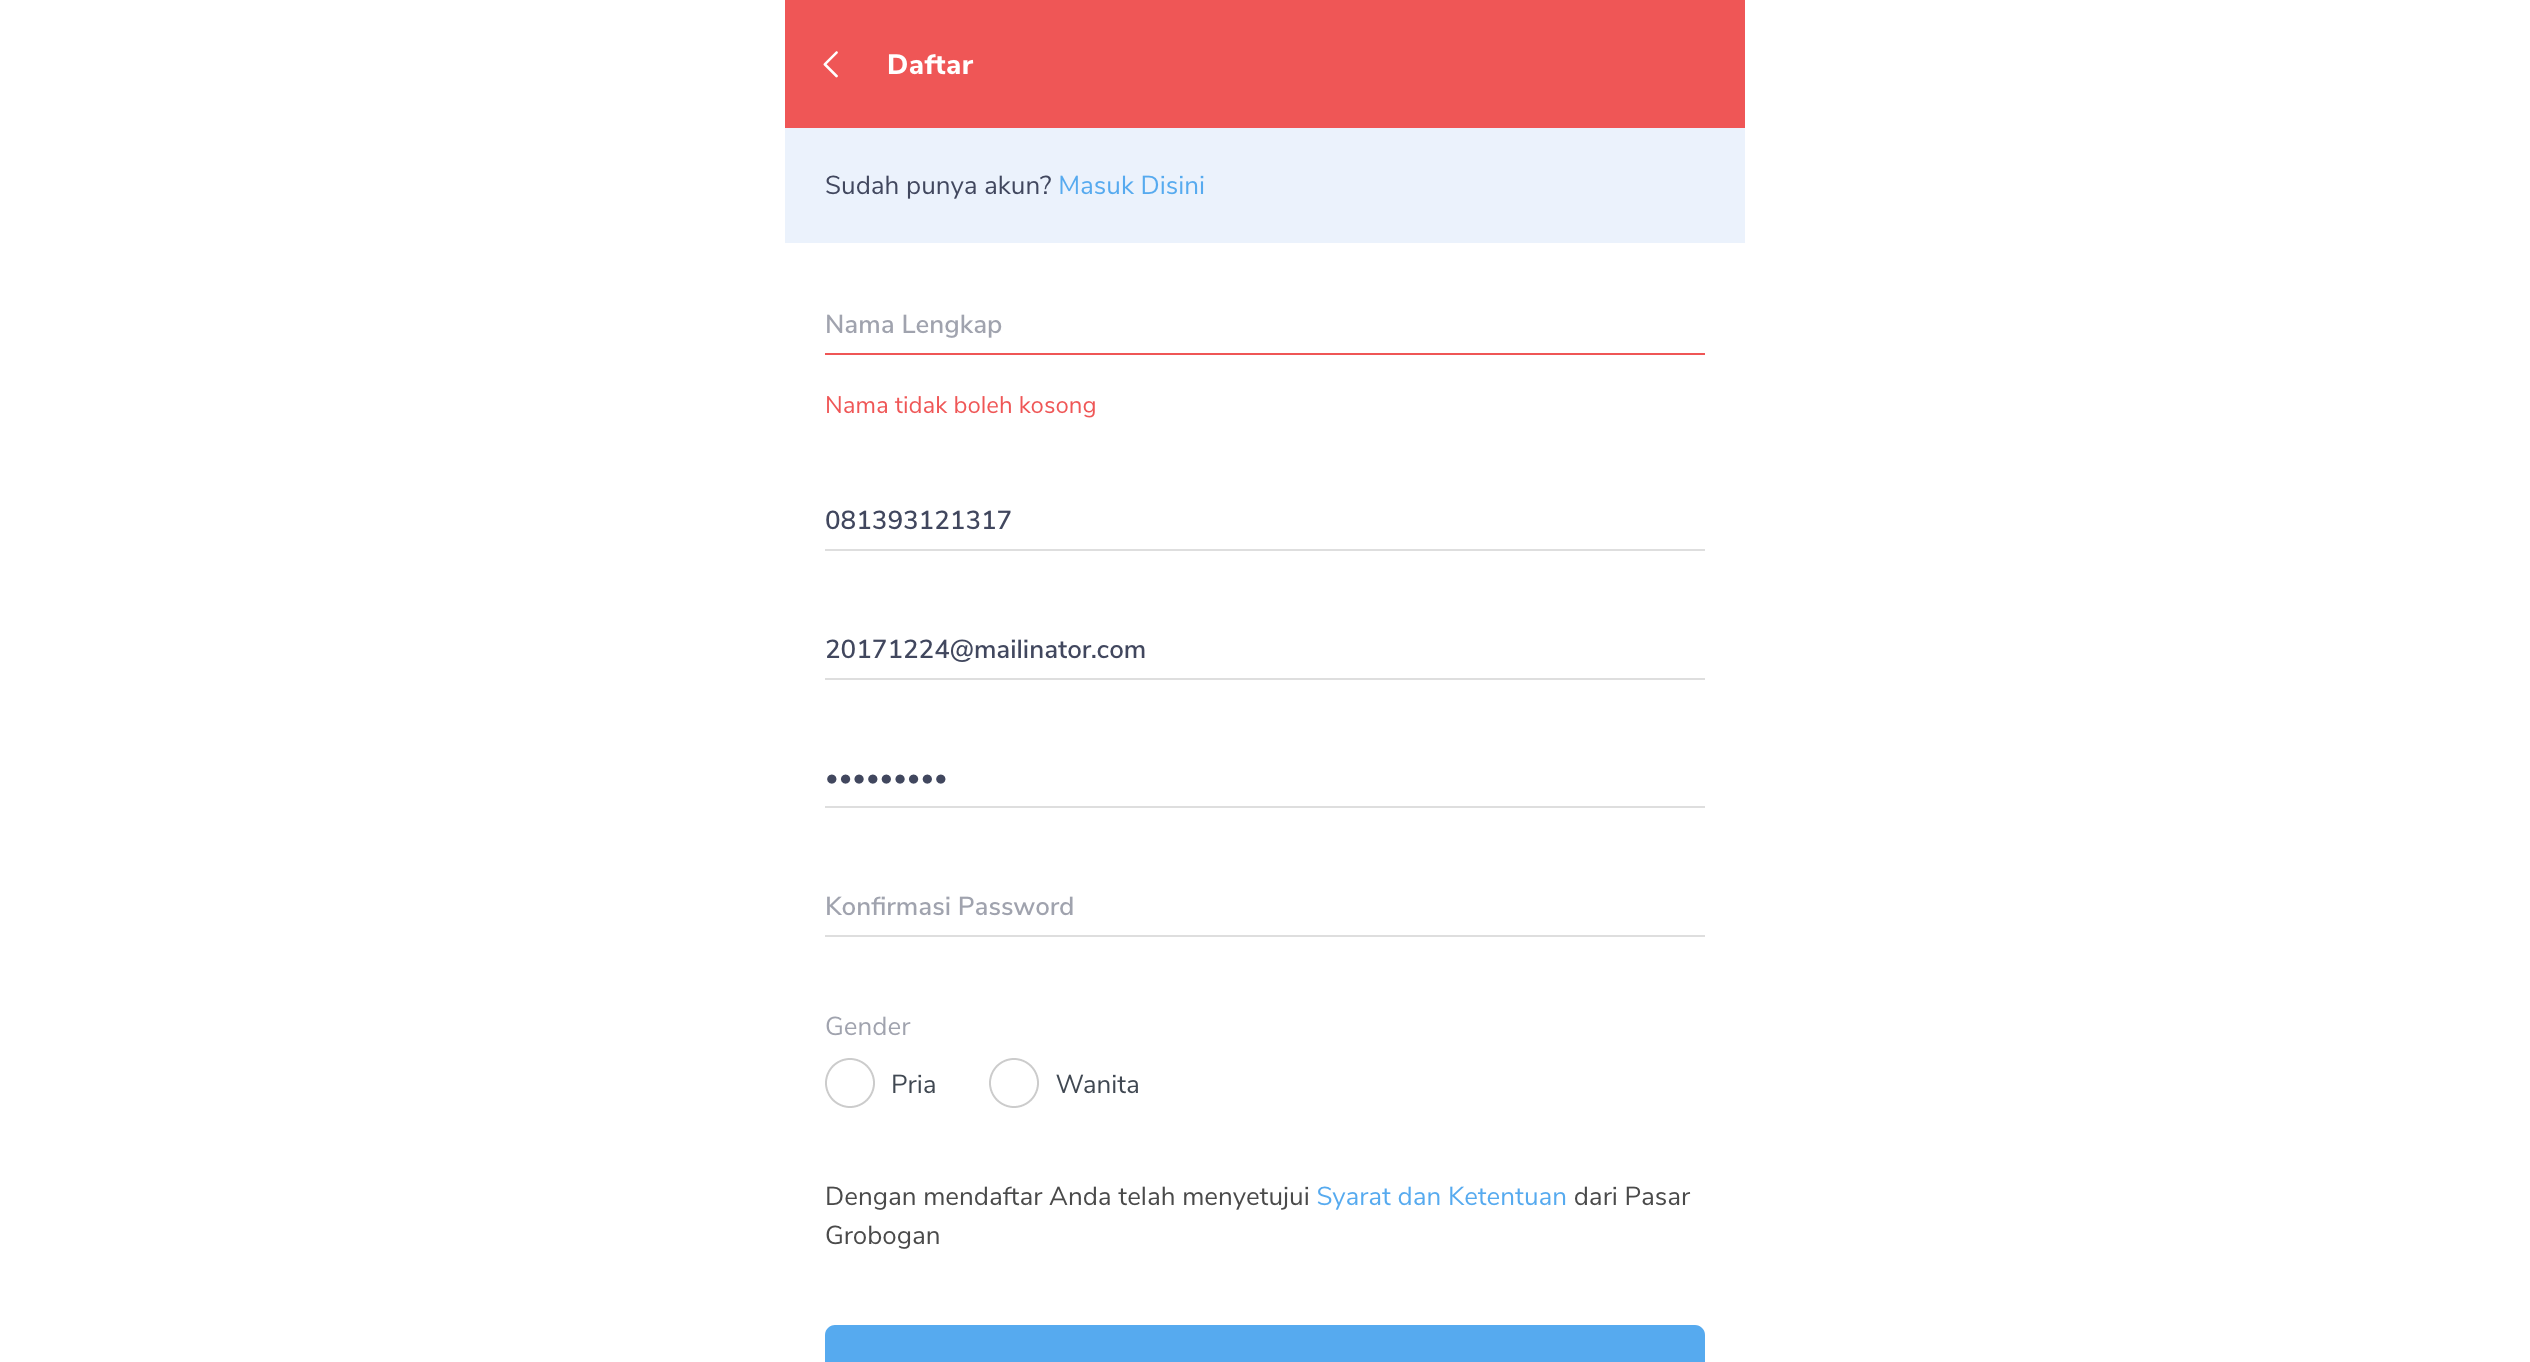 Daftar
Sudah punya akun? Masuk Disini
Nama Lengkap
Nama tidak boleh kosong
081393121317
20171224@mailinator.com
•••••••••
Konfirmasi Password
Gender
Pria Wanita
Dengan mendaftar Anda telah menyetujui Syarat dan Ketentuan dari Pasar
Grobogan